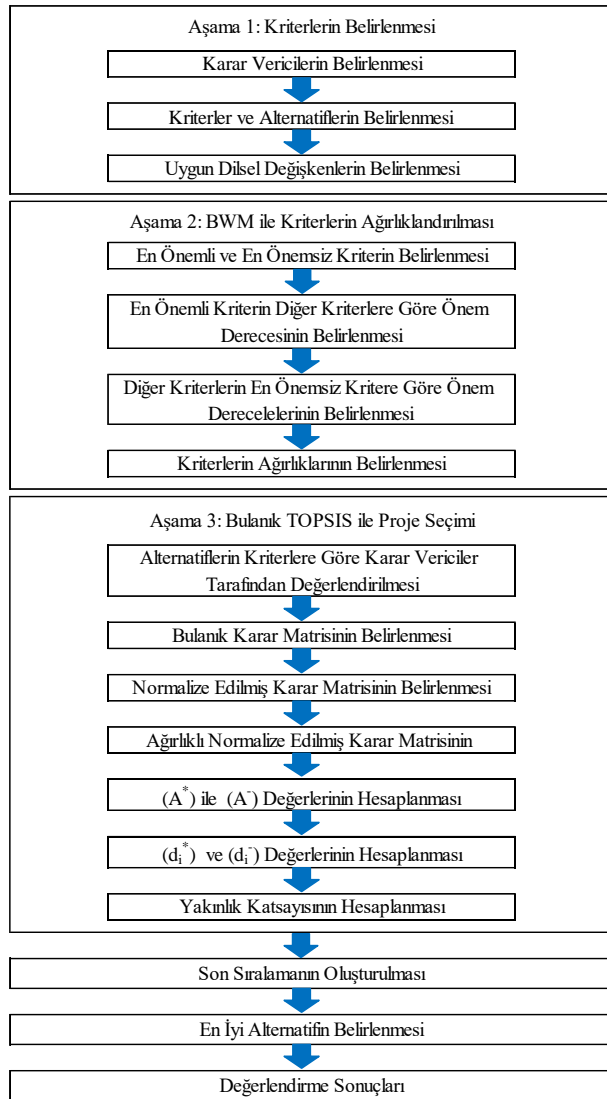 Aşama 1: Kriterlerin Belirlenmesi
Karar Vericilerin Belirlenmesi
Kriterler ve Alternatiflerin Belirlenmesi
Uygun Dilsel Değişkenlerin Belirlenmesi
Aşama 2: BWM ile Kriterlerin Ağırlıklandırılması
En Önemli ve En Önemsiz Kriterin Belirlenmesi
En Önemli Kriterin Diğer Kriterlere Göre Önem
Derecesinin Belirlenmesi
Diğer Kriterlerin En Önemsiz Kritere Göre Önem
Derecelelerinin Belirlenmesi
Kriterlerin Ağırlıklarının Belirlenmesi
Aşama 3: Bulanık TOPSIS ile Proje Seçimi
Alternatiflerin Kriterlere Göre Karar Vericiler
Tarafından Değerlendirilmesi
Bulanık Karar Matrisinin Belirlenmesi
Normalize Edilmiş Karar Matrisinin Belirlenmesi
Ağırlıklı Normalize Edilmiş Karar Matrisinin
(A*) ile (A-) Değerlerinin Hesaplanması
(di*) ve (di-) Değerlerinin Hesaplanması
Yakınlık Katsayısının Hesaplanması
Son Sıralamanın Oluşturulması
En İyi Alternatifin Belirlenmesi
Değerlendirme Sonuçları